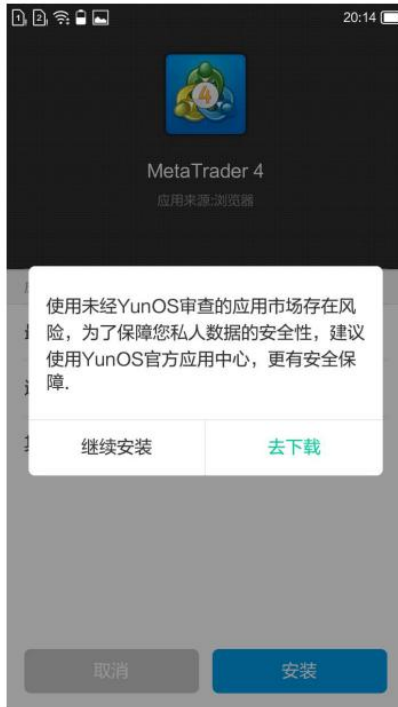 1 2 20:14
4
MetaTrader 4
应用来源:浏览器
使用未经YunOS审查的应用市场存在风
险，为了保障您私人数据的安全性，建议
使用YunOS官方应用中心，更有安全保
障.
继续安装 去下载
取消 安装